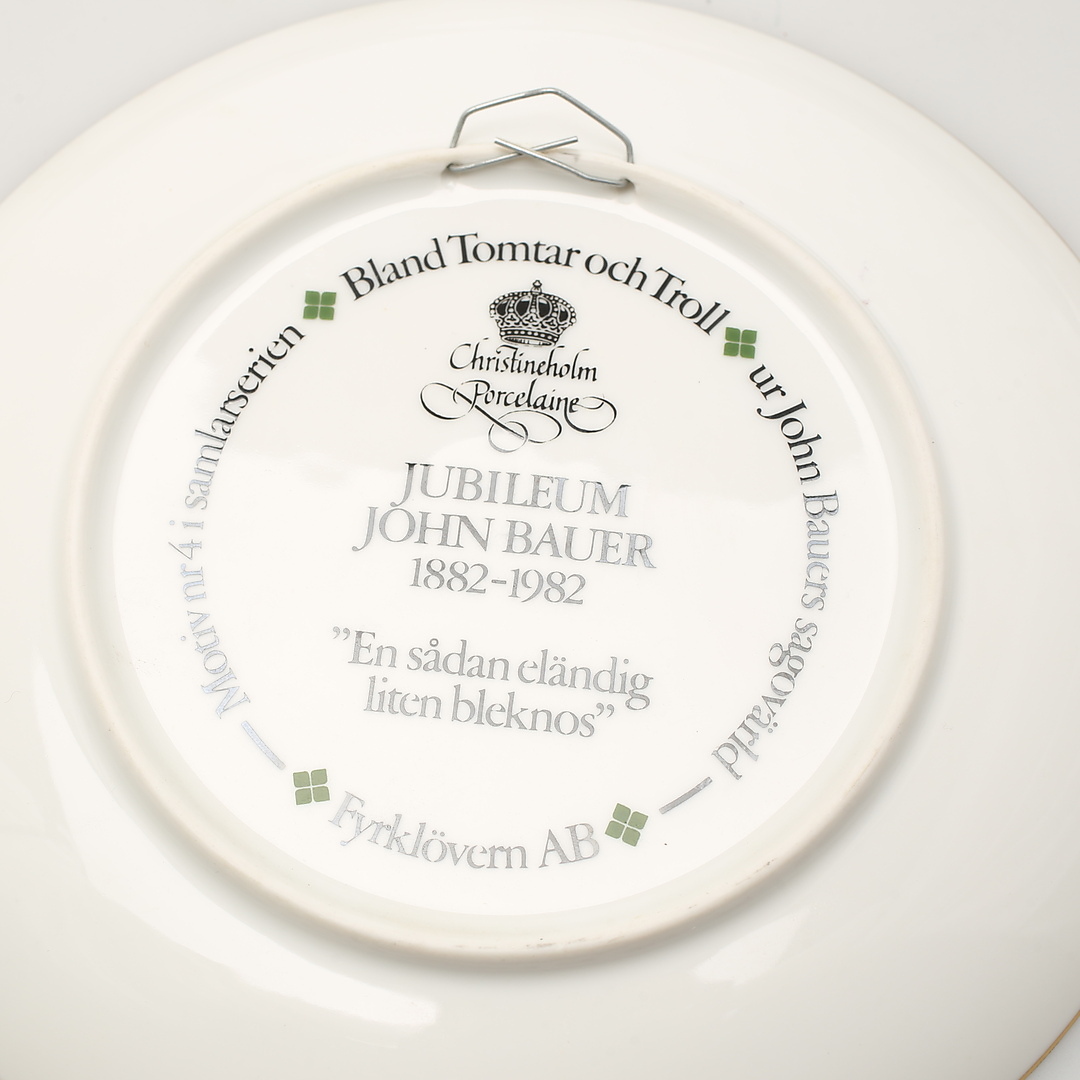 Motiv nr 4 i samlarserien
Bland Tomtar och Troll
ur John Bauers sagovärld
Christineholm
Porcelaine
JUBILEUM
JOHN BAUER
1882-1982
”En sådan eländig
liten bleknos”
Fyrklövern AB